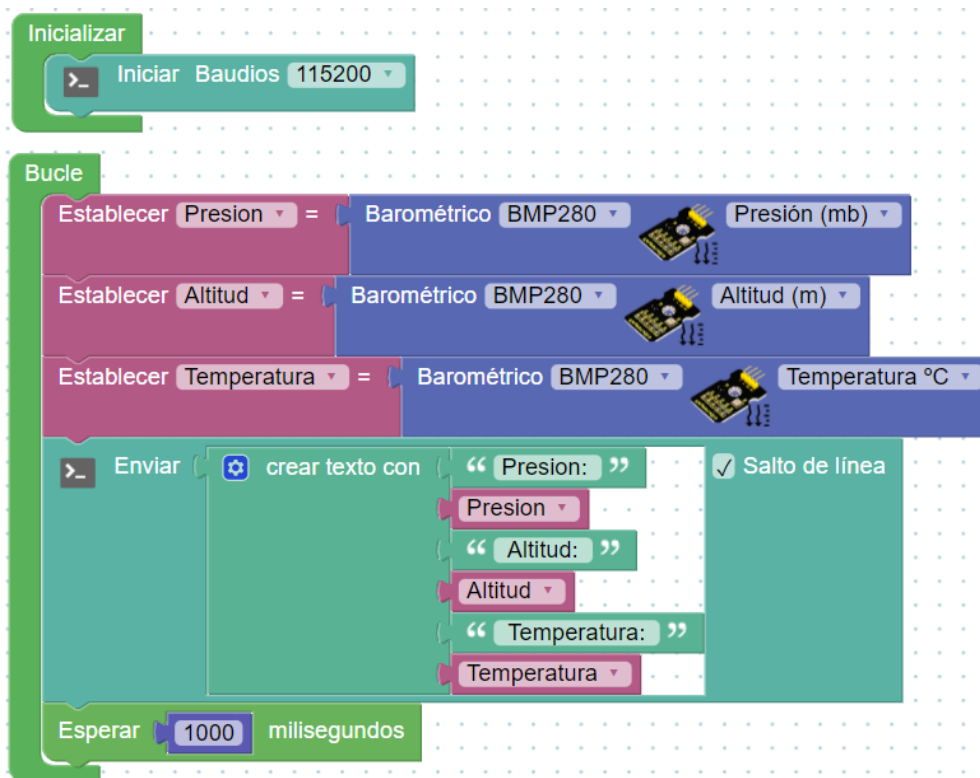 Inicializar
>_ Iniciar Baudios 115200
Bucle
Establecer Presion = Barométrico BMP280 Presión (mb)
Establecer Altitud = Barométrico BMP280 Altitud (m)
Establecer Temperatura = Barométrico BMP280 Temperatura ºC
>_ Enviar crear texto con “ Presion: ” ✓ Salto de línea
Presion
“ Altitud: ”
Altitud
“ Temperatura: ”
Temperatura
Esperar 1000 milisegundos